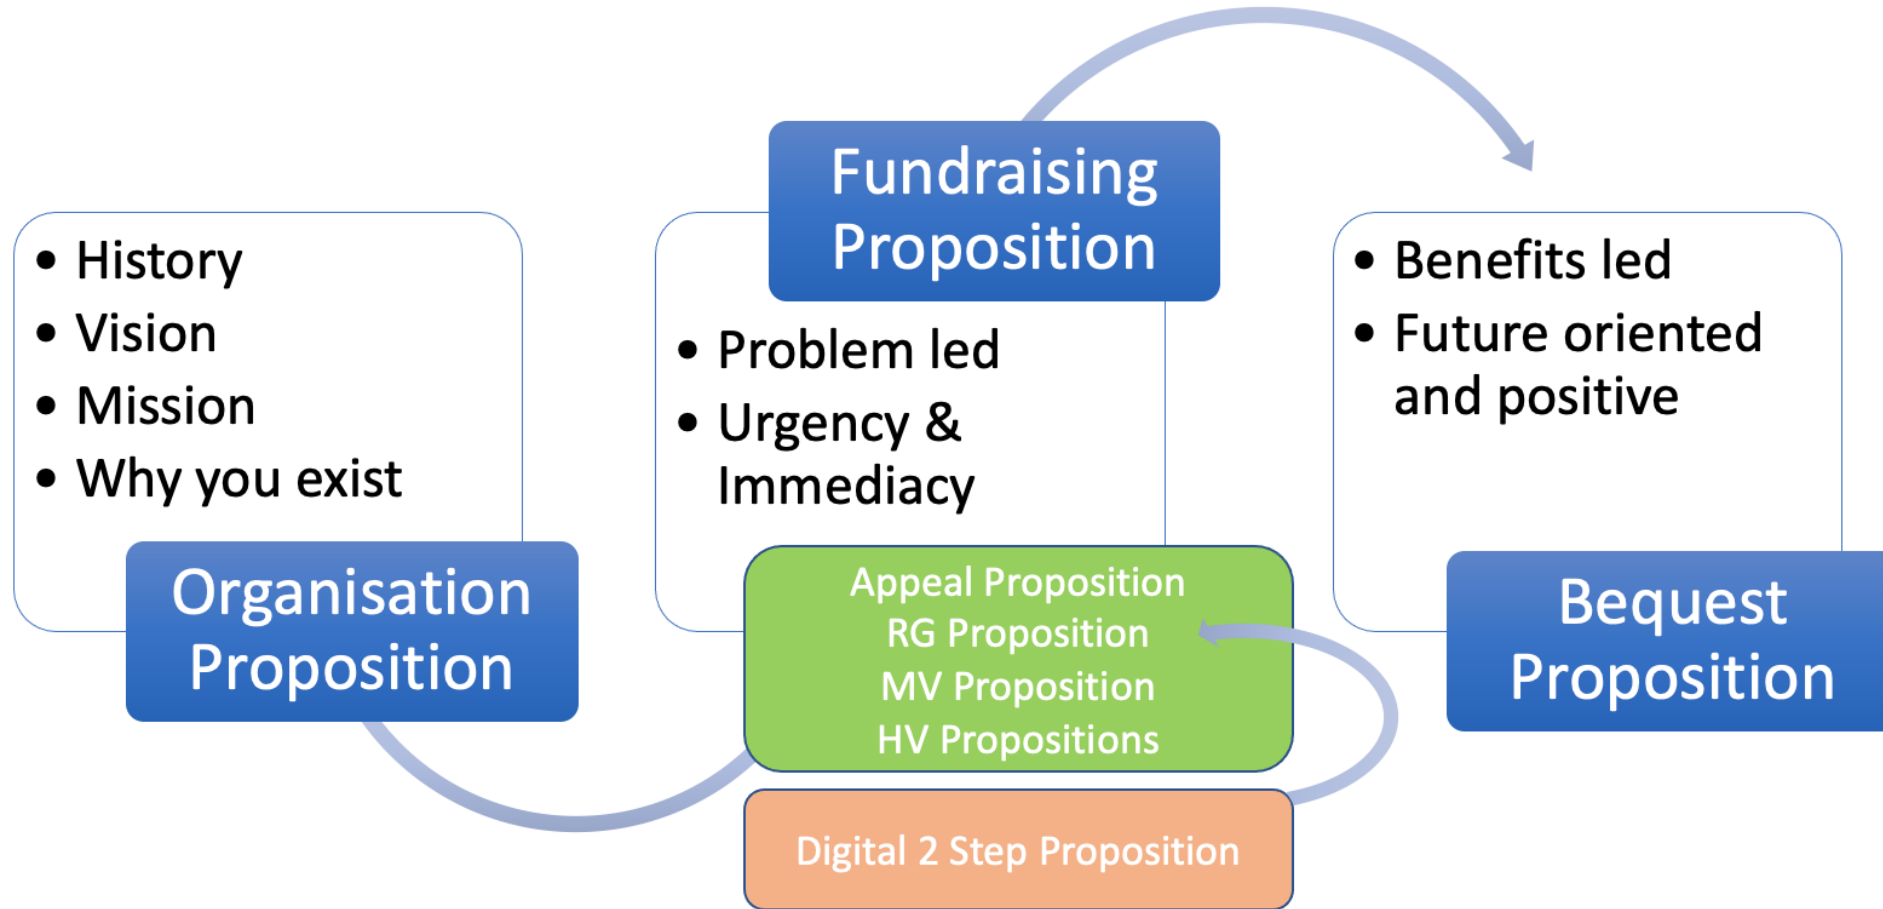 • History
• Vision
• Mission
• Why you exist
Organisation
Proposition
Fundraising
Proposition
• Problem led
• Urgency &
Immediacy
Appeal Proposition
RG Proposition
MV Proposition
HV Propositions
Digital 2 Step Proposition
• Benefits led
• Future oriented
and positive
Bequest
Proposition